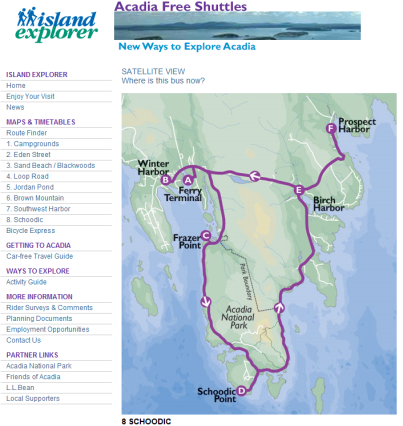 island
explorer
Acadia Free Shuttles
New Ways to Explore Acadia
ISLAND EXPLORER
Home
Enjoy Your Visit
News
MAPS & TIMETABLES
Route Finder
1. Campgrounds
2. Eden Street
3. Sand Beach / Blackwoods
4. Loop Road
5. Jordan Pond
6. Brown Mountain
7. Southwest Harbor
8. Schoodic
Bicycle Express
GETTING TO ACADIA
Car-free Travel Guide
WAYS TO EXPLORE
Activity Guide
MORE INFORMATION
Rider Surveys & Comments
Planning Documents
Employment Opportunities
Contact Us
PARTNER LINKS
Acadia National Park
Friends of Acadia
L.L.Bean
Local Supporters
SATELLITE VIEW
Where is this bus now?
F
Prospect
Harbor
Winter
Harbor
B
A
Ferry
Terminal
E
Birch
Harbor
C
Frazer
Point
Park Boundary
Acadia
National
Park
Schoodic
Point
D
8 SCHOODIC